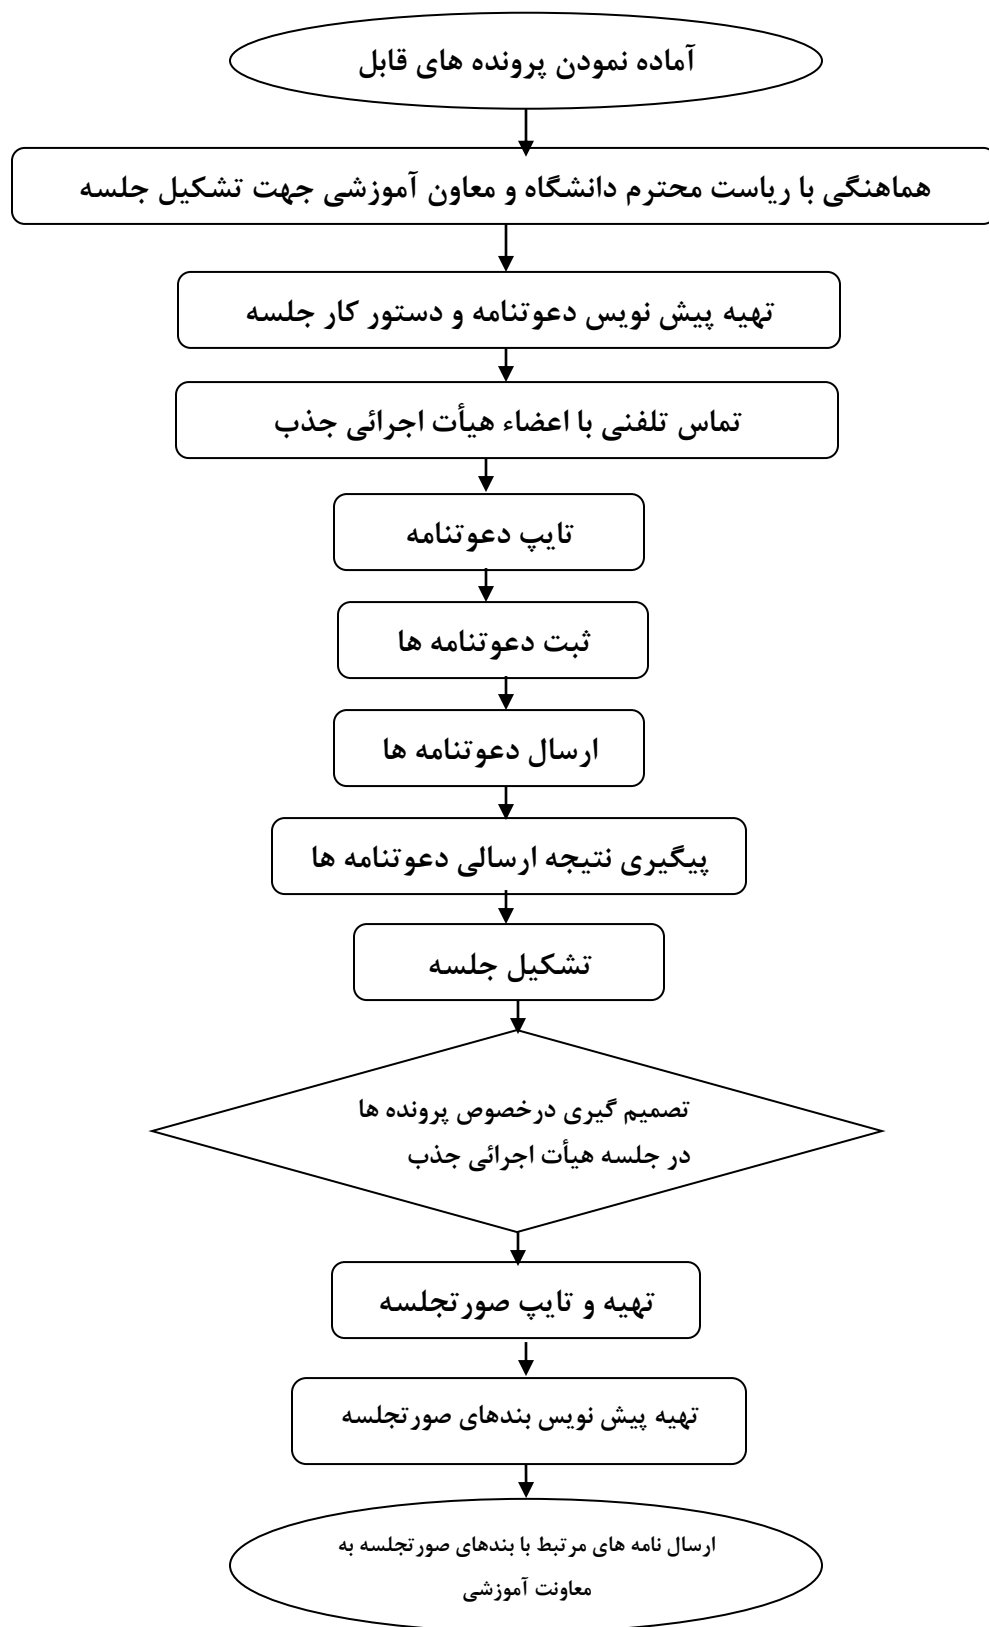 آماده نمودن پرونده های قابل
هماهنگی با ریاست محترم دانشگاه و معاون آموزشی جهت تشکیل جلسه
تهیه پیش نویس دعوتنامه و دستور کار جلسه
تماس تلفنی با اعضاء هیأت اجرائی جذب
تایپ دعوتنامه
ثبت دعوتنامه ها
ارسال دعوتنامه ها
پیگیری نتیجه ارسالی دعوتنامه ها
تشکیل جلسه
تصمیم گیری درخصوص پرونده ها
در جلسه هیأت اجرائی جذب
تهیه و تایپ صورتجلسه
تهیه پیش نویس بندهای صورتجلسه
ارسال نامه های مرتبط با بندهای صورتجلسه به
معاونت آموزشی